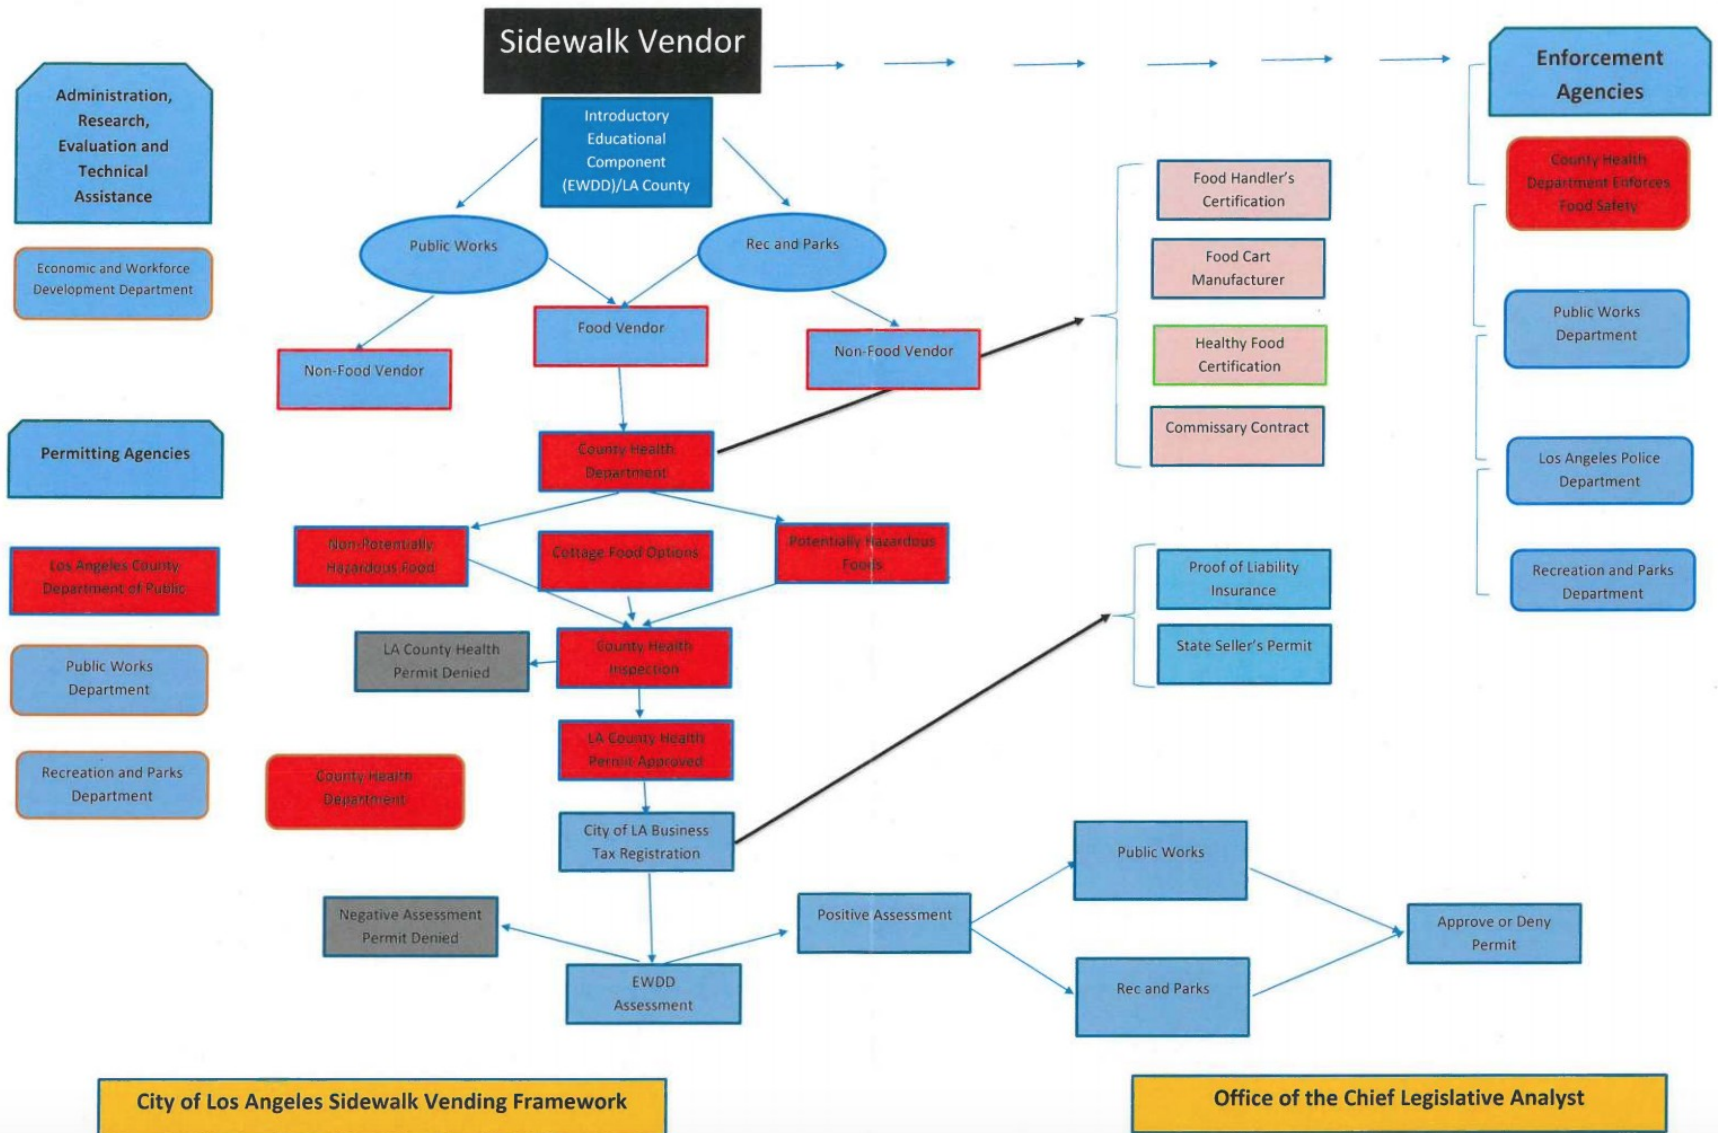 Sidewalk Vendor
Introductory
Educational
Component
(EWDD)/LA County
Administration,
Research,
Evaluation and
Technical
Assistance
Economic and Workforce
Development Department
Permitting Agencies
Los Angeles County
Department of Public
Public Works
Department
Recreation and Parks
Department
County Health
Department
Public Works
Rec and Parks
Non-Food Vendor
Food Vendor
Non-Food Vendor
County Health
Department
Non-Potentially
Hazardous Food
Cottage Food Options
Potentially Hazardous
Foods
LA County Health
Permit Denied
County Health
Inspection
LA County Health
Permit Approved
City of LA Business
Tax Registration
Negative Assessment
Permit Denied
EWDD
Assessment
Positive Assessment
Public Works
Rec and Parks
Approve or Deny
Permit
Food Handler's
Certification
Food Cart
Manufacturer
Healthy Food
Certification
Commissary Contract
Proof of Liability
Insurance
State Seller's Permit
Enforcement
Agencies
County Health
Department Enforces
Food Safety
Public Works
Department
Los Angeles Police
Department
Recreation and Parks
Department
City of Los Angeles Sidewalk Vending Framework
Office of the Chief Legislative Analyst